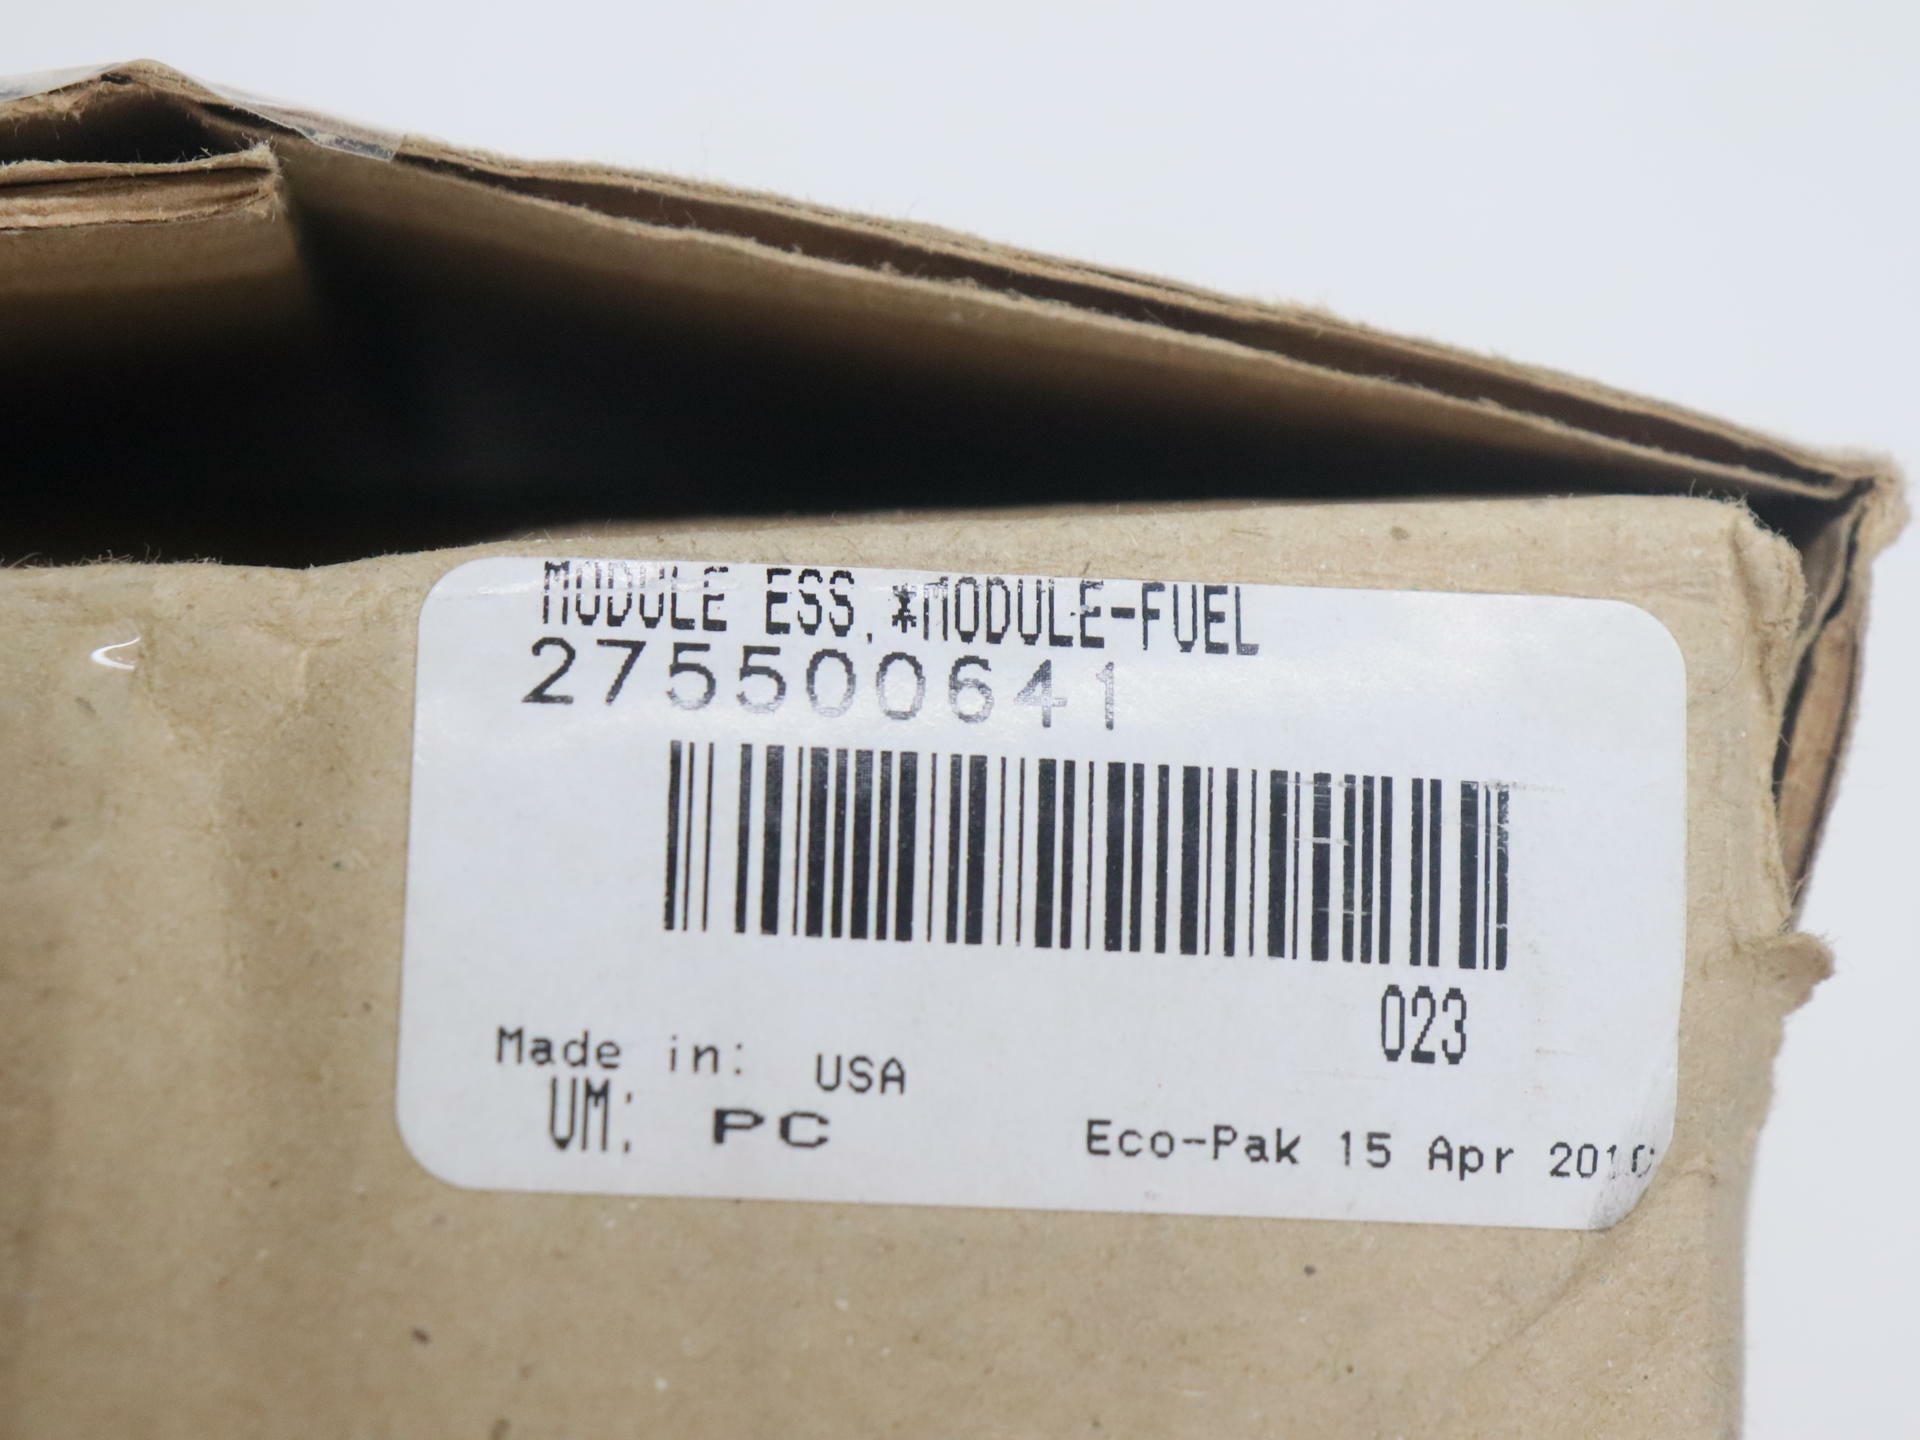 MODULE ESS, *MODULE-FUEL
275500641
023
Made in: USA
UM: PC
Eco-Pak 15 Apr 2010